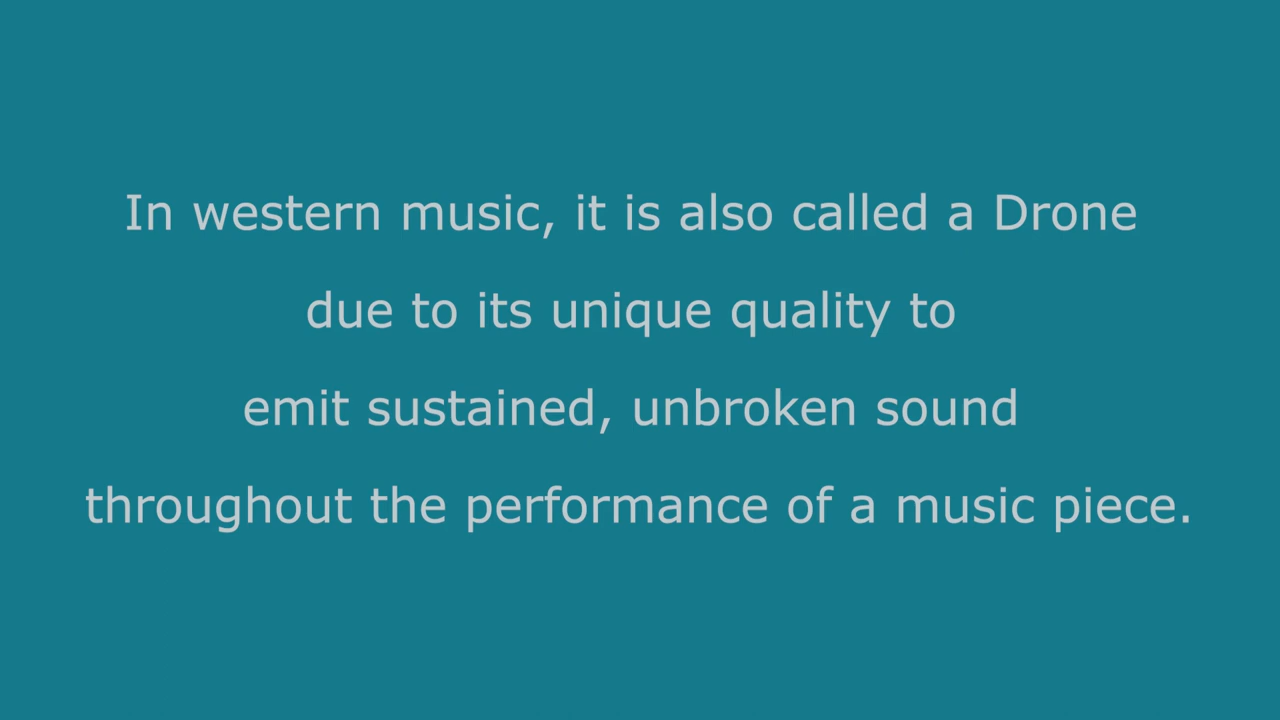 In western music, it is also called a Drone
due to its unique quality to
emit sustained, unbroken sound
throughout the performance of a music piece.